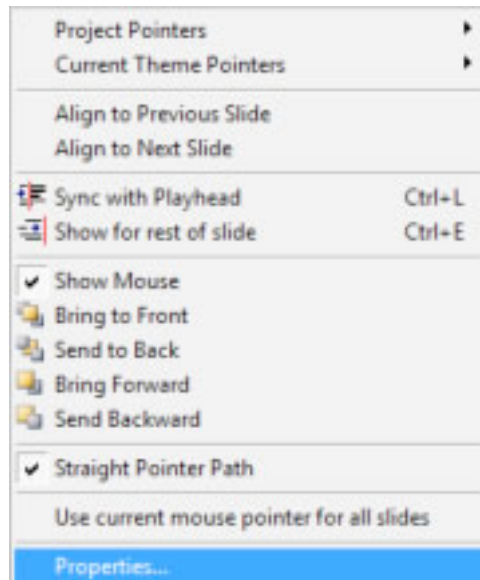 Project Pointers
Current Theme Pointers
Align to Previous Slide
Align to Next Slide
Sync with Playhead Ctrl+L
Show for rest of slide Ctrl+E
Show Mouse
Bring to Front
Send to Back
Bring Forward
Send Backward
Straight Pointer Path
Use current mouse pointer for all slides
Properties...